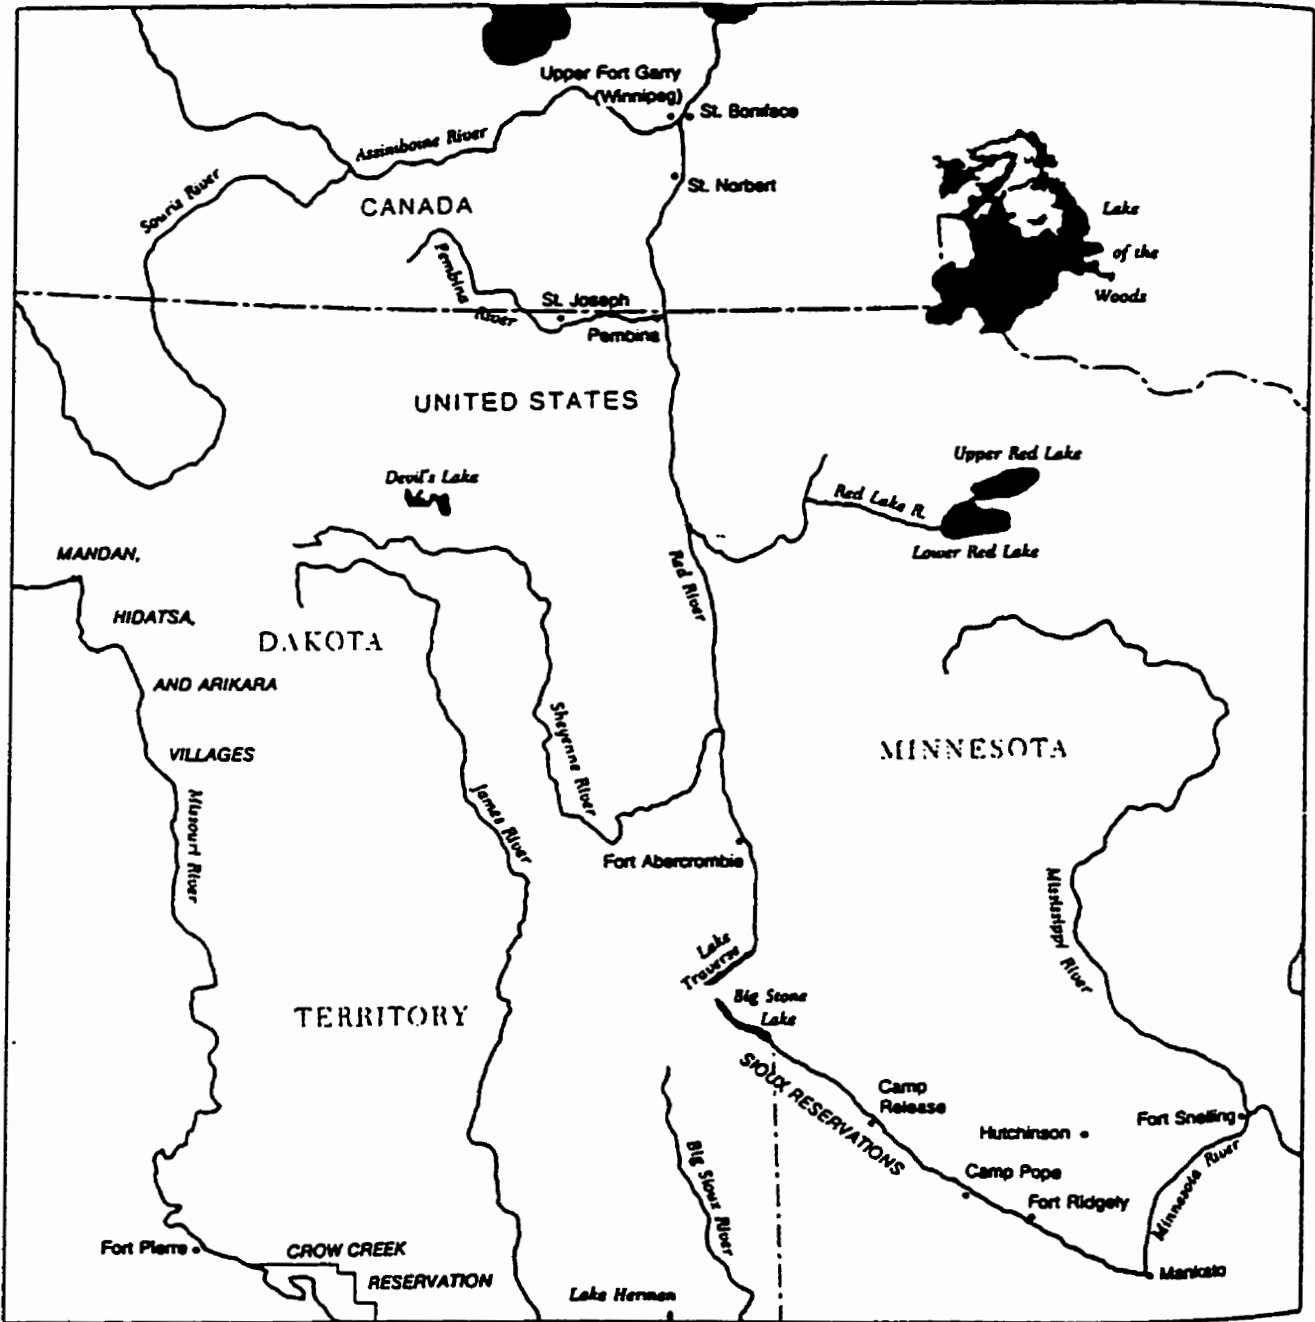 Upper Fort Garry
(Winnipeg)
St. Boniface
Assiniboine River
St. Norbert
Souris River
CANADA
Lake
of the
Woods
Pembina
River
St. Joseph
Pembina
UNITED STATES
Devil's Lake
Upper Red Lake
Red Lake R.
Lower Red Lake
MANDAN,
HIDATSA,
AND ARIKARA
VILLAGES
Red River
DAKOTA
Sheyenne River
MINNESOTA
Missouri River
James River
Fort Abercrombie
Mississippi River
Lake
Traverse
Big Stone
Lake
TERRITORY
SIOUX RESERVATIONS
Camp
Release
Hutchinson
Fort Snelling
Big Sioux River
Camp Pope
Minnesota River
Fort Ridgely
Fort Pierre
CROW CREEK
RESERVATION
Mankato
Lake Herman